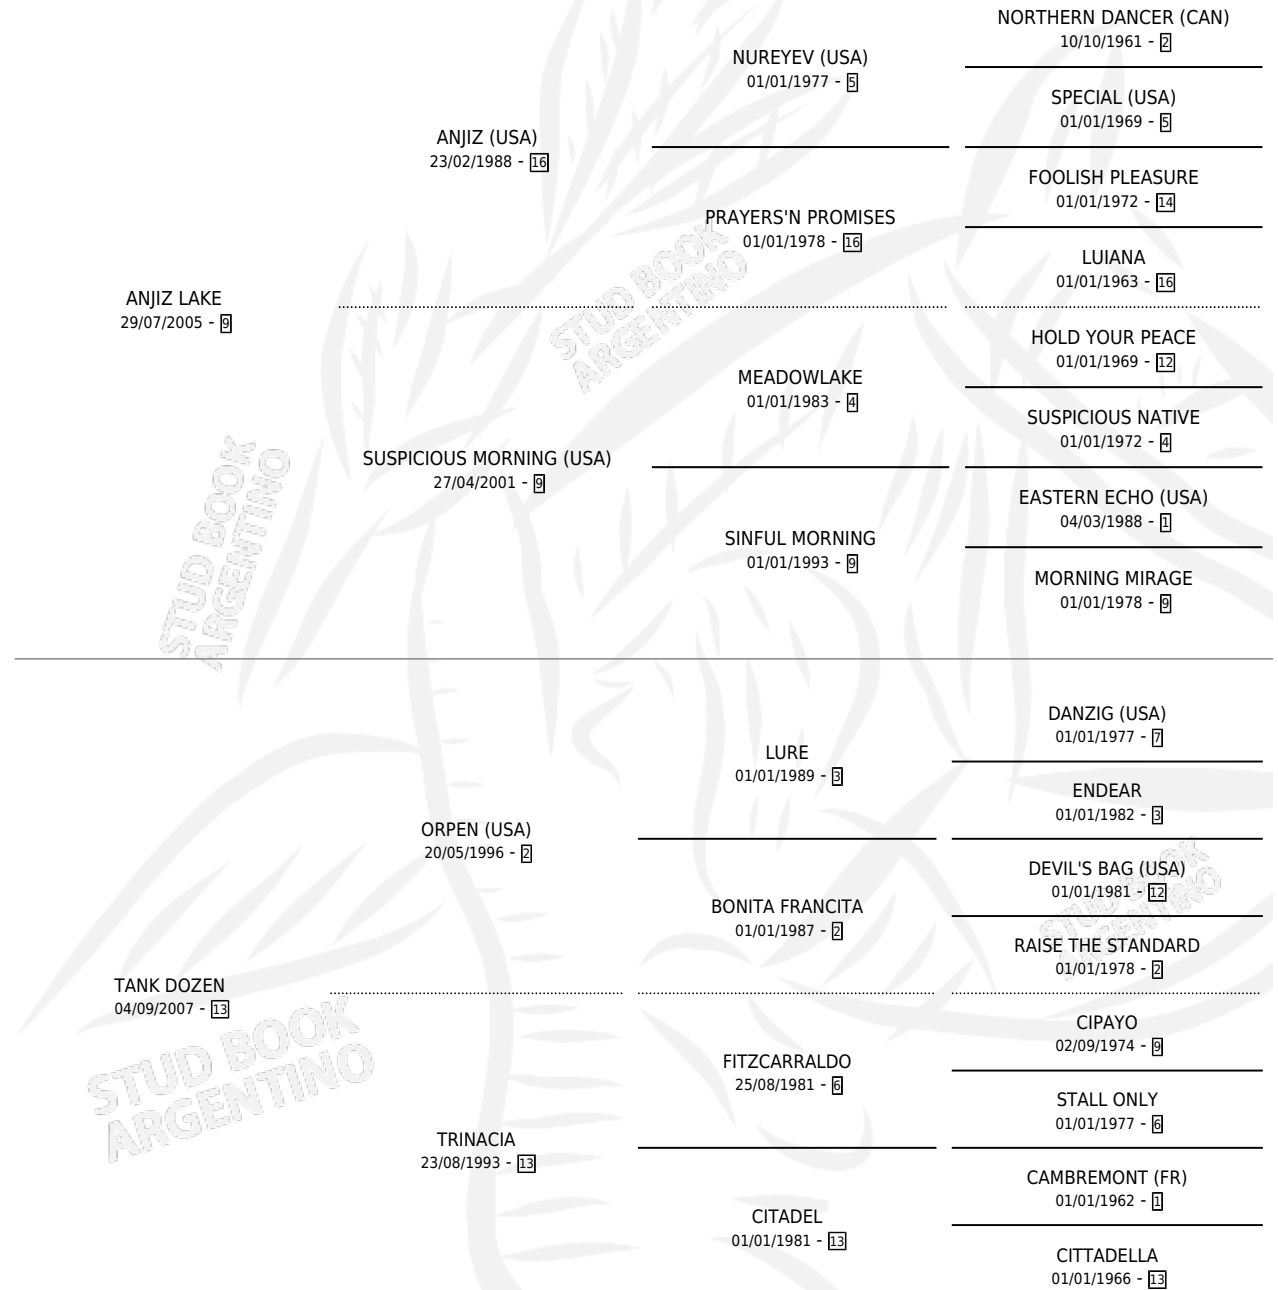 NORTHERN DANCER (CAN)
10/10/1961 - 2
NUREYEV (USA)
01/01/1977 - 5
SPECIAL (USA)
01/01/1969 - 5
ANJIZ (USA)
23/02/1988 - 16
FOOLISH PLEASURE
01/01/1972 - 14
PRAYERS'N PROMISES
01/01/1978 - 16
LUIANA
01/01/1963 - 16
ANJIZ LAKE
29/07/2005 - 9
STUD BOOK
ARGENTINO
HOLD YOUR PEACE
01/01/1969 - 12
MEADOWLAKE
01/01/1983 - 4
SUSPICIOUS NATIVE
01/01/1972 - 4
SUSPICIOUS MORNING (USA)
27/04/2001 - 9
EASTERN ECHO (USA)
04/03/1988 - 1
SINFUL MORNING
01/01/1993 - 9
MORNING MIRAGE
01/01/1978 - 9
STUD BOOK
ARGENTINO
DANZIG (USA)
01/01/1977 - 7
LURE
01/01/1989 - 3
ENDEAR
01/01/1982 - 3
ORPEN (USA)
20/05/1996 - 2
DEVIL'S BAG (USA)
01/01/1981 - 12
BONITA FRANCITA
01/01/1987 - 2
STUD BOOK
ARGENTINO
RAISE THE STANDARD
01/01/1978 - 2
TANK DOZEN
04/09/2007 - 13
CIPAYO
02/09/1974 - 9
FITZCARRALDO
25/08/1981 - 6
STALL ONLY
01/01/1977 - 6
STUD BOOK
ARGENTINO
TRINACIA
23/08/1993 - 13
CAMBREMONT (FR)
01/01/1962 - 1
CITADEL
01/01/1981 - 13
CITTADELLA
01/01/1966 - 13